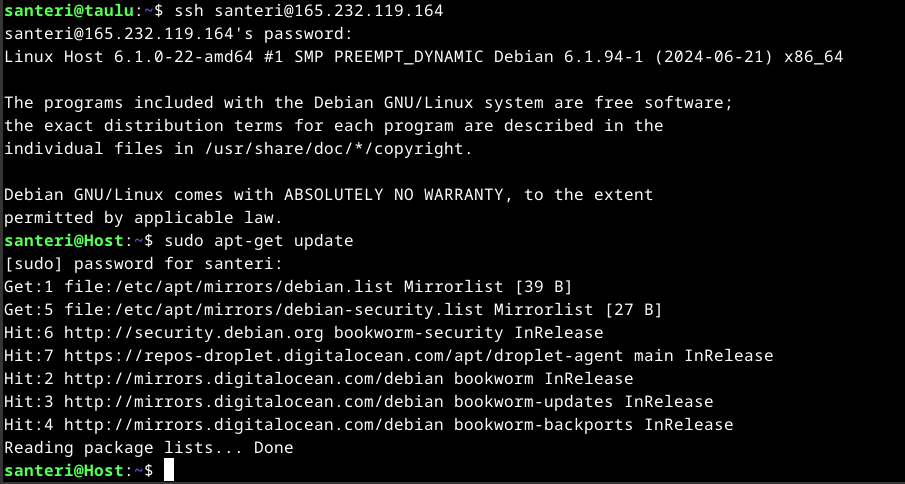 santeri@taulu:~$ ssh santeri@165.232.119.164
santeri@165.232.119.164's password:
Linux Host 6.1.0-22-amd64 #1 SMP PREEMPT_DYNAMIC Debian 6.1.94-1 (2024-06-21) x86_64

The programs included with the Debian GNU/Linux system are free software;
the exact distribution terms for each program are described in the
individual files in /usr/share/doc/*/copyright.

Debian GNU/Linux comes with ABSOLUTELY NO WARRANTY, to the extent
permitted by applicable law.
santeri@Host:~$ sudo apt-get update
[sudo] password for santeri:
Get:1 file:/etc/apt/mirrors/debian.list Mirrorlist [39 B]
Get:5 file:/etc/apt/mirrors/debian-security.list Mirrorlist [27 B]
Hit:6 http://security.debian.org bookworm-security InRelease
Hit:7 https://repos-droplet.digitalocean.com/apt/droplet-agent main InRelease
Hit:2 http://mirrors.digitalocean.com/debian bookworm InRelease
Hit:3 http://mirrors.digitalocean.com/debian bookworm-updates InRelease
Hit:4 http://mirrors.digitalocean.com/debian bookworm-backports InRelease
Reading package lists... Done
santeri@Host:~$